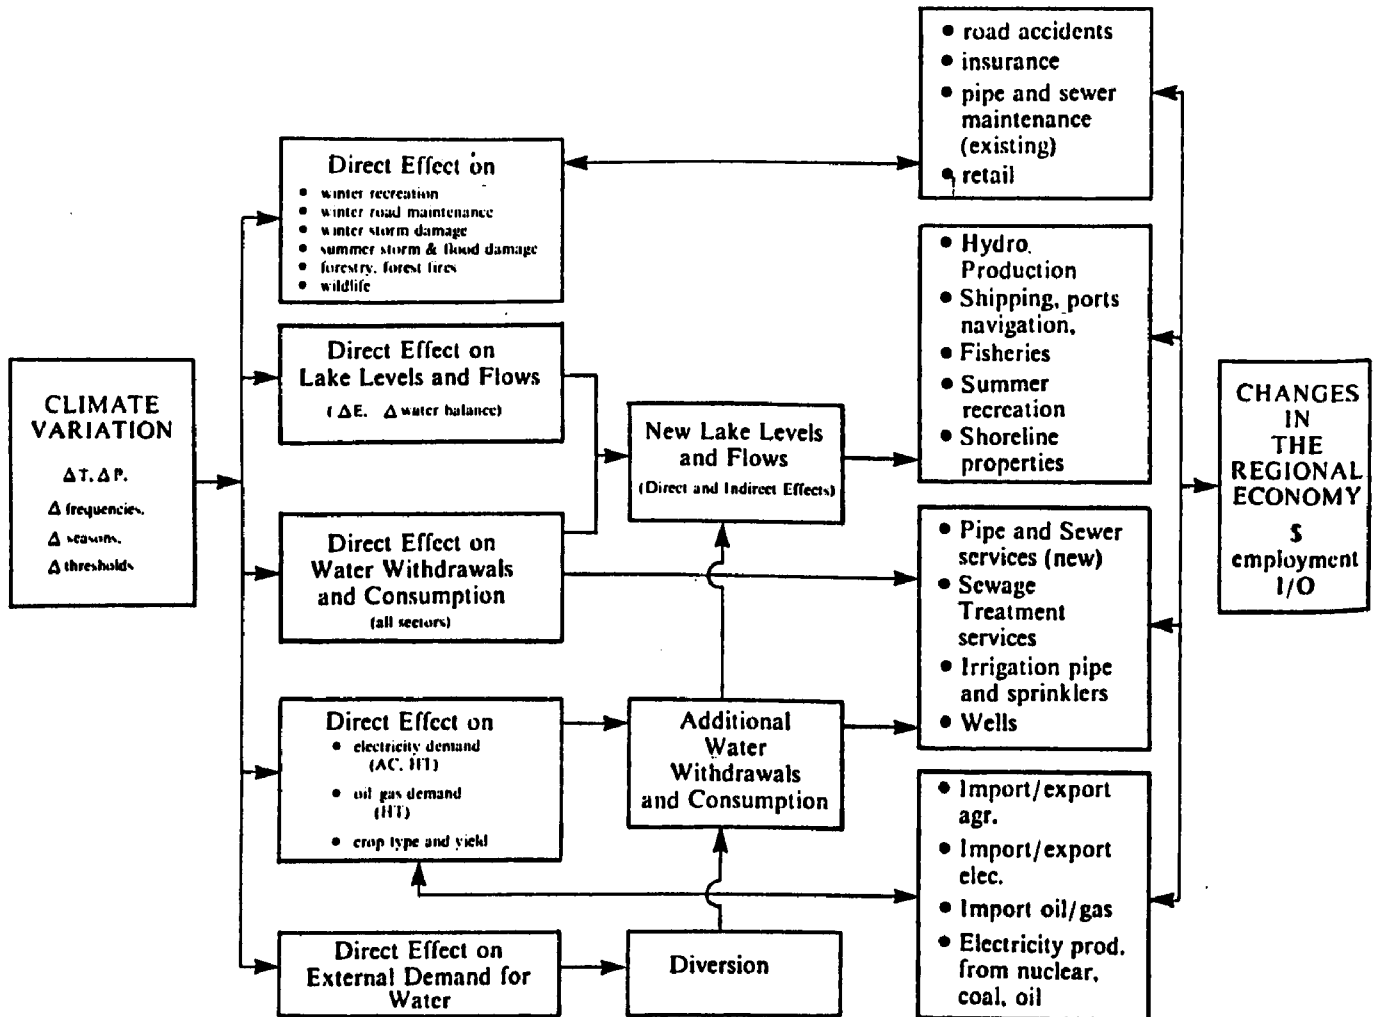 CLIMATE
VARIATION
ΔT, ΔP,
Δ frequencies,
Δ seasons,
Δ thresholds
Direct Effect on
• winter recreation
• winter road maintenance
• winter storm damage
• summer storm & flood damage
• forestry, forest fires
• wildlife
Direct Effect on
Lake Levels and Flows
(ΔE, Δ water balance)
Direct Effect on
Water Withdrawals
and Consumption
(all sectors)
Direct Effect on
• electricity demand
(AC, HT)
• oil gas demand
(HT)
• crop type and yield
Direct Effect on
External Demand for
Water
New Lake Levels
and Flows
(Direct and Indirect Effects)
Additional
Water
Withdrawals
and Consumption
Diversion
• road accidents
• insurance
• pipe and sewer
maintenance
(existing)
• retail
• Hydro.
Production
• Shipping, ports
navigation,
• Fisheries
• Summer
recreation
• Shoreline
properties
• Pipe and Sewer
services (new)
• Sewage
Treatment
services
• Irrigation pipe
and sprinklers
• Wells
• Import/export
agr.
• Import/export
elec.
• Import oil/gas
• Electricity prod.
from nuclear,
coal, oil
CHANGES
IN
THE
REGIONAL
ECONOMY
$
employment
I/O